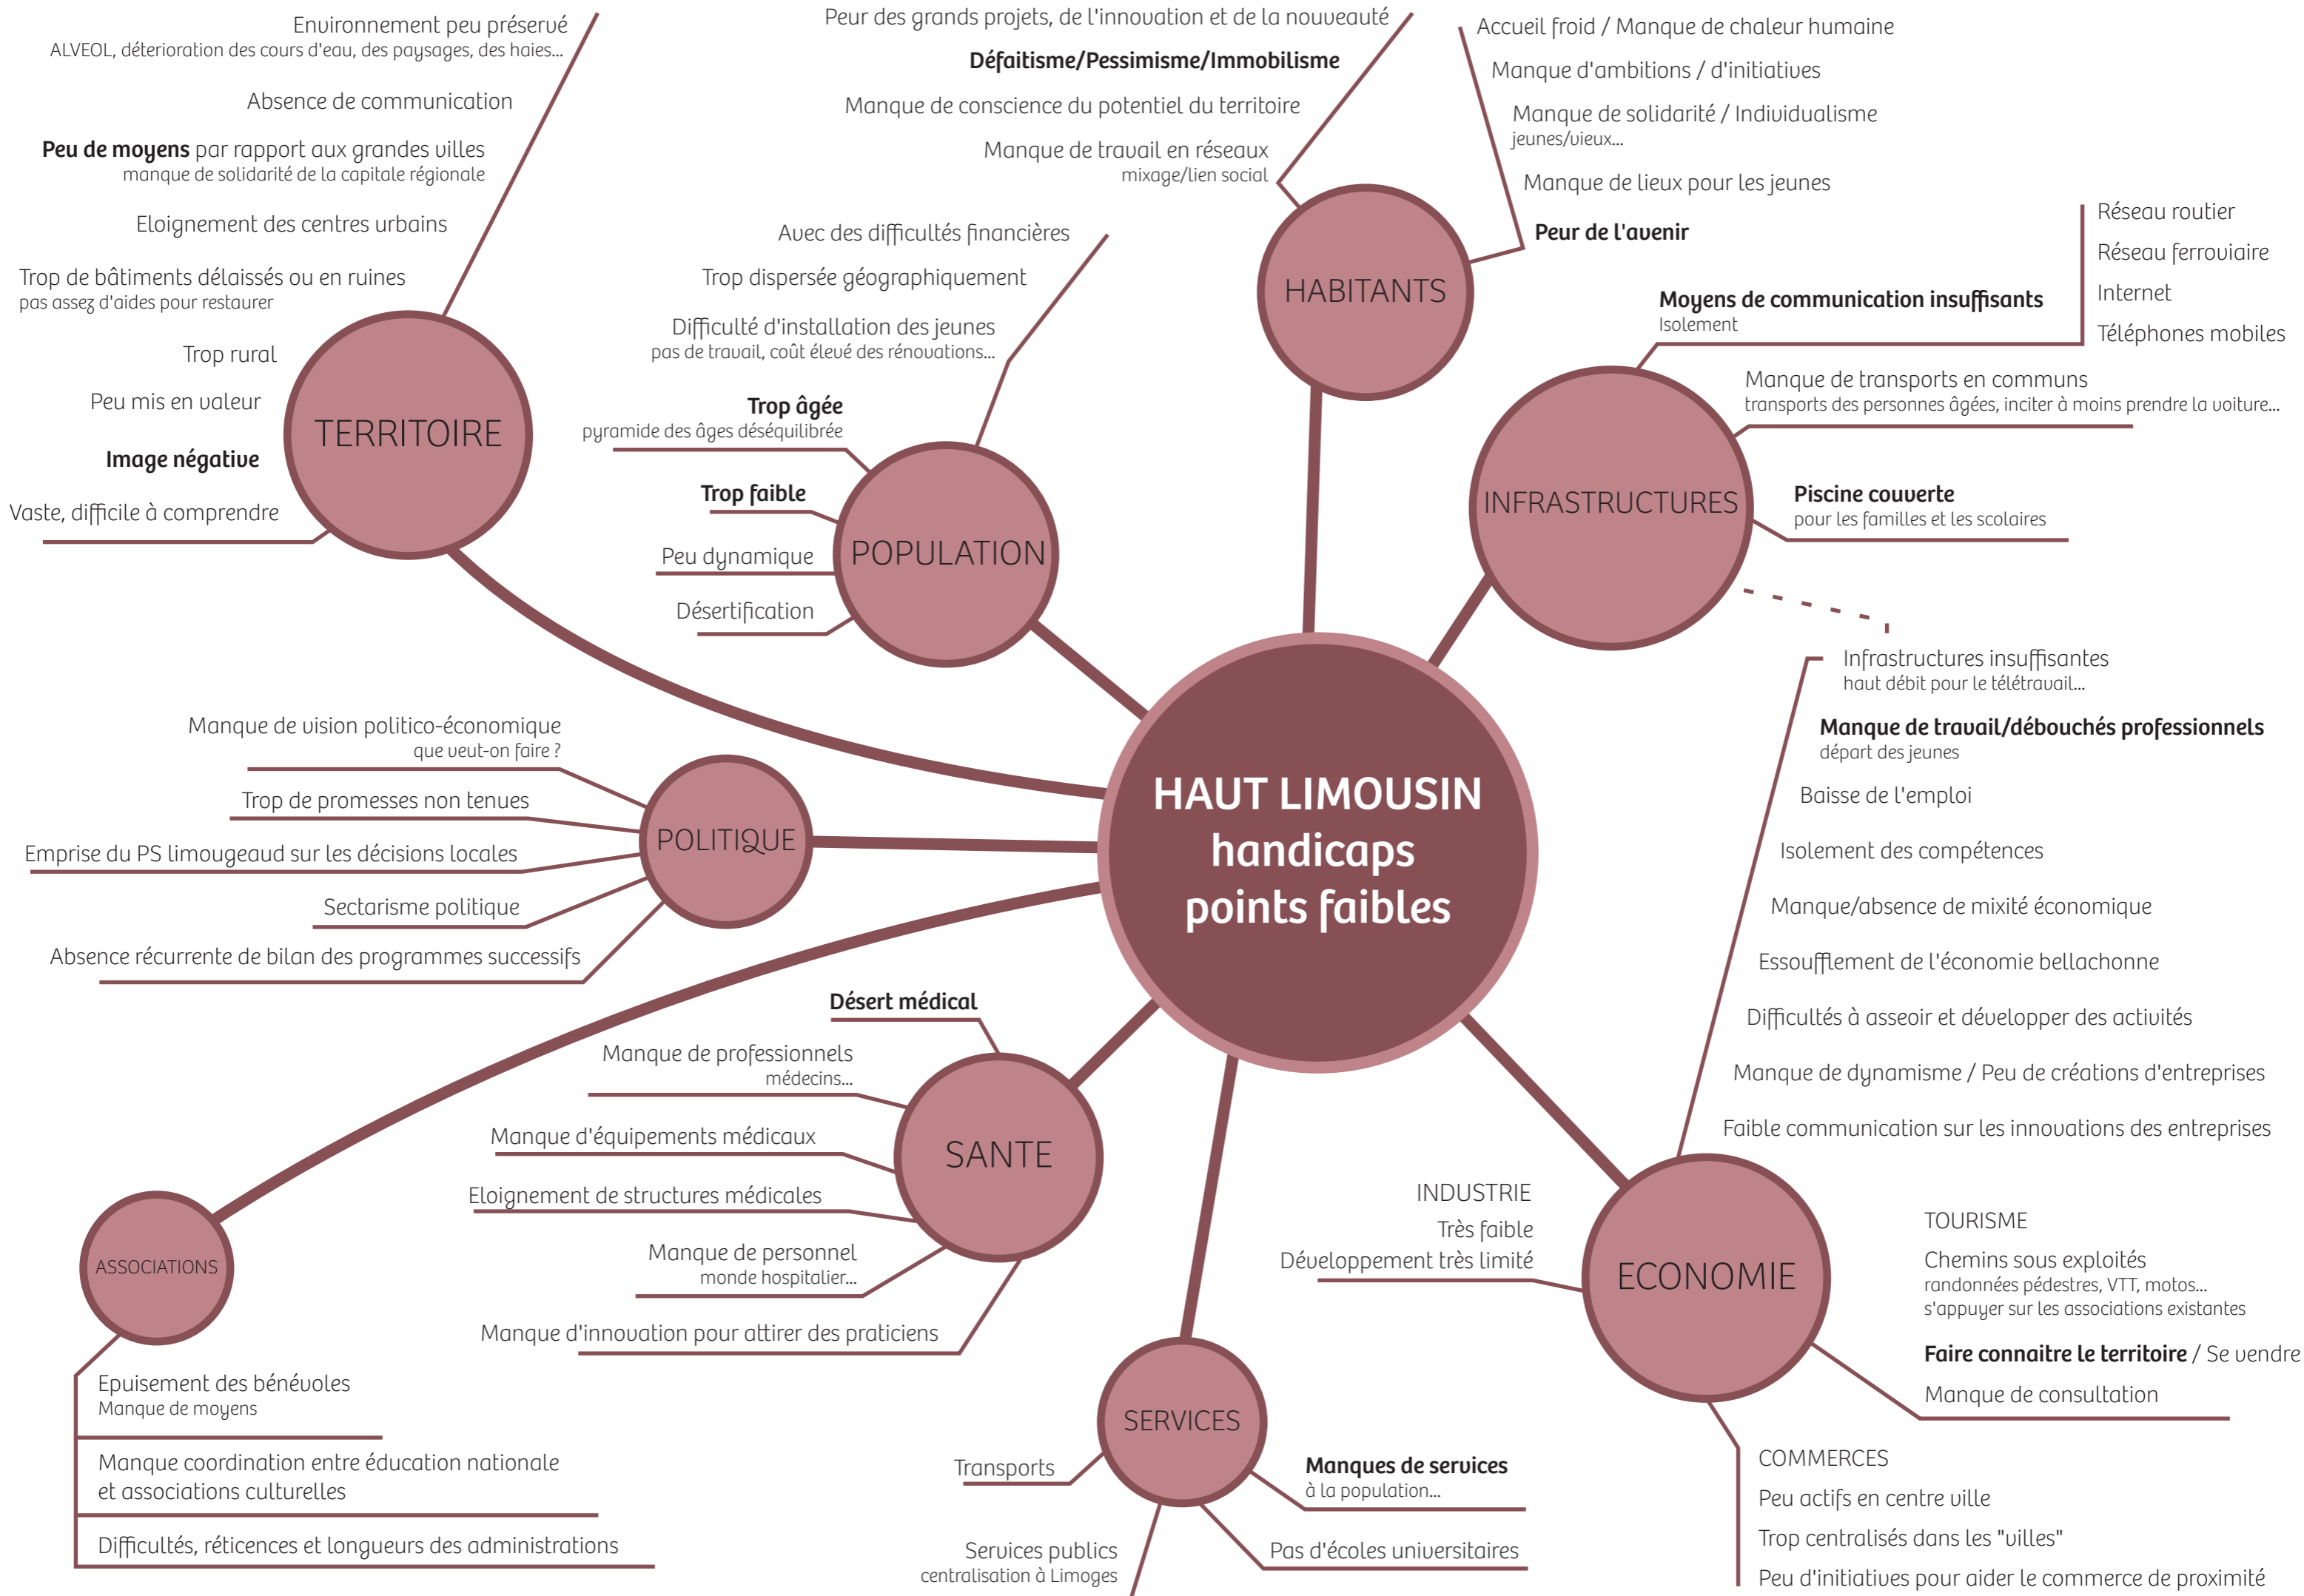 Environnement peu préservé
ALVEOL, déterioration des cours d'eau, des paysages, des haies...
Absence de communication
Peu de moyens par rapport aux grandes villes
manque de solidarité de la capitale régionale
Eloignement des centres urbains
Trop de bâtiments délaissés ou en ruines
pas assez d'aides pour restaurer
Trop rural
Peu mis en valeur
Image négative
Vaste, difficile à comprendre
TERRITOIRE
Avec des difficultés financières
Trop dispersée géographiquement
Difficulté d'installation des jeunes
pas de travail, coût élevé des rénovations...
Trop âgée
pyramide des âges déséquilibrée
Trop faible
Peu dynamique
Désertification
POPULATION
Peur des grands projets, de l'innovation et de la nouveauté
Défaitisme/Pessimisme/Immobilisme
Manque de conscience du potentiel du territoire
Manque de travail en réseaux
mixage/lien social
Accueil froid / Manque de chaleur humaine
Manque d'ambitions / d'initiatives
Manque de solidarité / Individualisme
jeunes/vieux...
Manque de lieux pour les jeunes
Peur de l'avenir
HABITANTS
Réseau routier
Réseau ferroviaire
Internet
Téléphones mobiles
Moyens de communication insuffisants
Isolement
Manque de transports en communs
transports des personnes âgées, inciter à moins prendre la voiture...
Piscine couverte
pour les familles et les scolaires
INFRASTRUCTURES
HAUT LIMOUSIN
handicaps
points faibles
Manque de vision politico-économique
que veut-on faire ?
Trop de promesses non tenues
Emprise du PS limougeaud sur les décisions locales
Sectarisme politique
Absence récurrente de bilan des programmes successifs
POLITIQUE
Infrastructures insuffisantes
haut débit pour le télétravail...
Manque de travail/débouchés professionnels
départ des jeunes
Baisse de l'emploi
Isolement des compétences
Manque/absence de mixité économique
Essoufflement de l'économie bellachonne
Difficultés à asseoir et développer des activités
Manque de dynamisme / Peu de créations d'entreprises
Faible communication sur les innovations des entreprises
ECONOMIE
INDUSTRIE
Très faible
Développement très limité
TOURISME
Chemins sous exploités
randonnées pédestres, VTT, motos...
s'appuyer sur les associations existantes
Faire connaitre le territoire / Se vendre
Manque de consultation
COMMERCES
Peu actifs en centre ville
Trop centralisés dans les "villes"
Peu d'initiatives pour aider le commerce de proximité
Désert médical
Manque de professionnels
médecins...
Manque d'équipements médicaux
Eloignement de structures médicales
Manque de personnel
monde hospitalier...
Manque d'innovation pour attirer des praticiens
SANTE
ASSOCIATIONS
Epuisement des bénévoles
Manque de moyens
Manque coordination entre éducation nationale
et associations culturelles
Difficultés, réticences et longueurs des administrations
SERVICES
Transports
Services publics
centralisation à Limoges
Manques de services
à la population...
Pas d'écoles universitaires